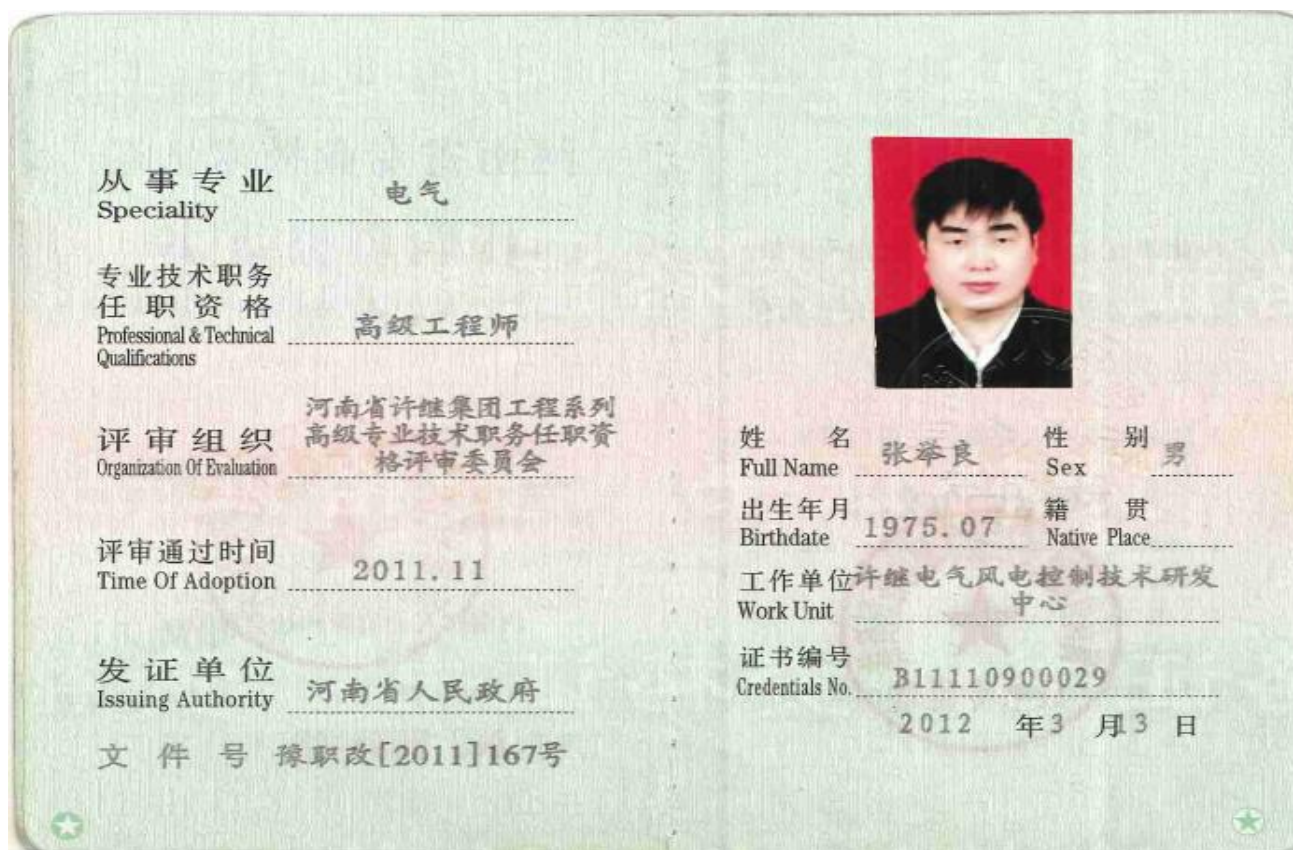 从事专业 电气
Speciality
专业技术职务
任职资格 高级工程师
Professional & Technical
Qualifications
河南省许继集团工程系列
评审组织 高级专业技术职务任职资
Organization Of Evaluation 格评审委员会
评审通过时间 2011.11
Time Of Adoption
发证单位 河南省人民政府
Issuing Authority
文件号 豫职改[2011]167号
姓名 张举良 性别 男
Full Name Sex
出生年月 1975.07 籍贯
Birthdate Native Place
工作单位 许继电气风电控制技术研发
Work Unit 中心
证书编号 B11110900029
Credentials No.
2012 年 3 月 13 日